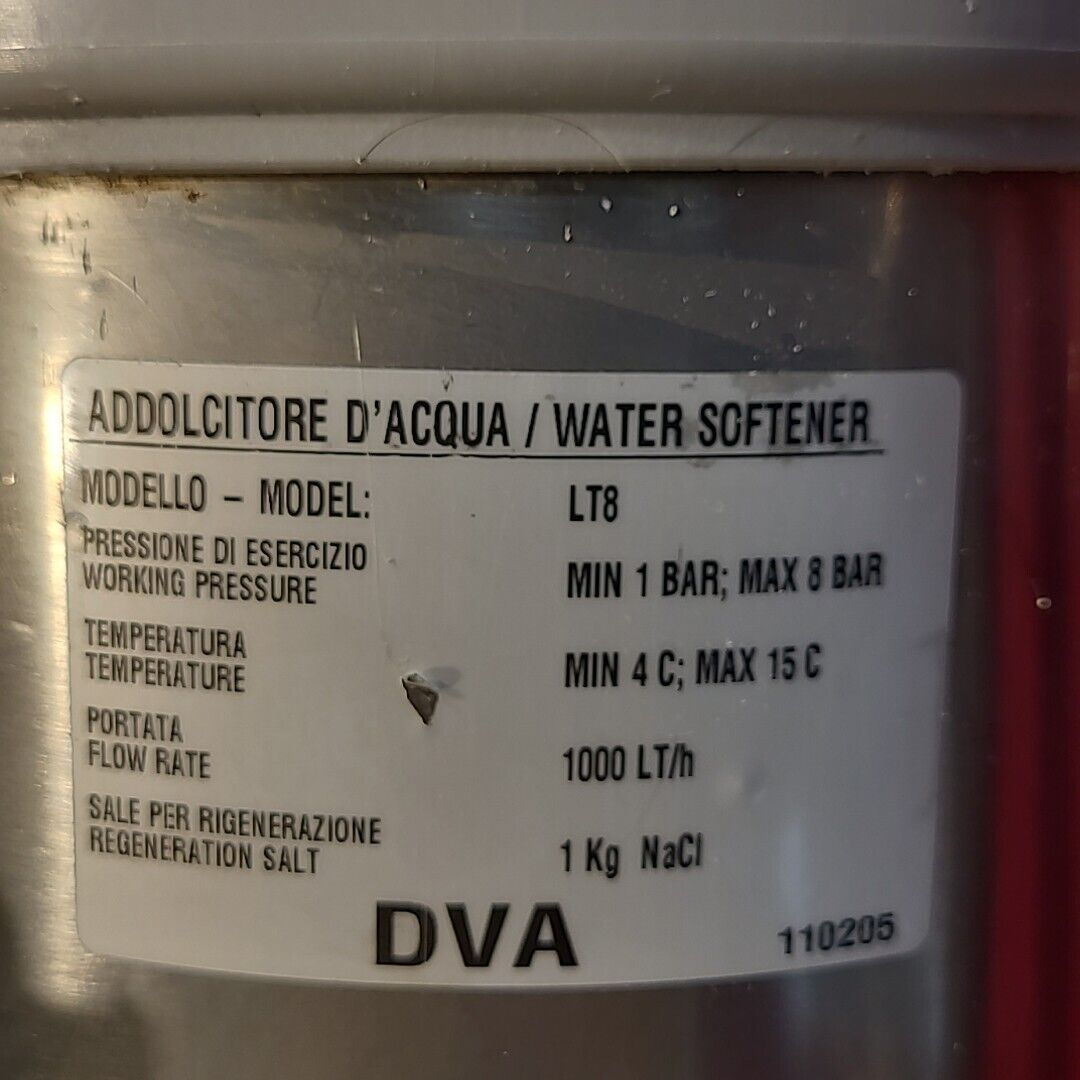 ADDOLCITORE D'ACQUA / WATER SOFTENER
MODELLO – MODEL: LT8
PRESSIONE DI ESERCIZIO
WORKING PRESSURE MIN 1 BAR; MAX 8 BAR
TEMPERATURA
TEMPERATURE MIN 4 C; MAX 15 C
PORTATA
FLOW RATE 1000 LT/h
SALE PER RIGENERAZIONE
REGENERATION SALT 1 Kg NaCl
DVA 110205